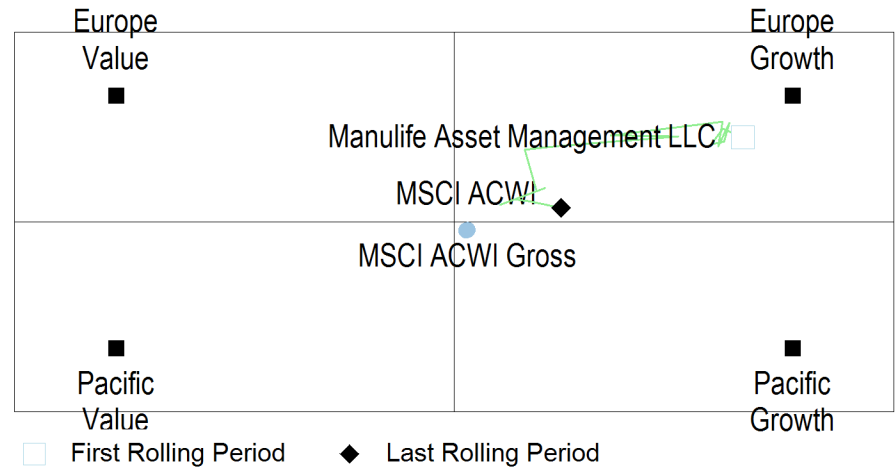 Europe
Value
Europe
Growth
Manulife Asset Management LLC
MSCI ACWI
MSCI ACWI Gross
Pacific
Value
Pacific
Growth
First Rolling Period
Last Rolling Period